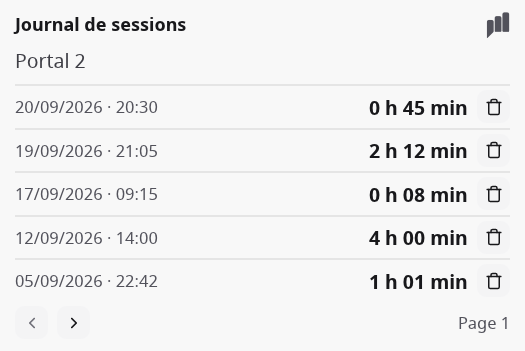 Journal de sessions
Portal 2
20/09/2026 · 20:30 0 h 45 min
19/09/2026 · 21:05 2 h 12 min
17/09/2026 · 09:15 0 h 08 min
12/09/2026 · 14:00 4 h 00 min
05/09/2026 · 22:42 1 h 01 min
Page 1